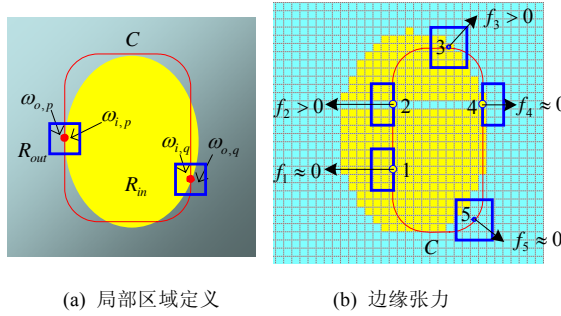 C
ω_{o,p}
ω_{i,p}
R_{out}
ω_{i,q}
ω_{o,q}
R_{in}
f_3 > 0
3
f_2 > 0
2
4
f_4 ≈ 0
f_1 ≈ 0
1
5
f_5 ≈ 0
C
(a) 局部区域定义
(b) 边缘张力